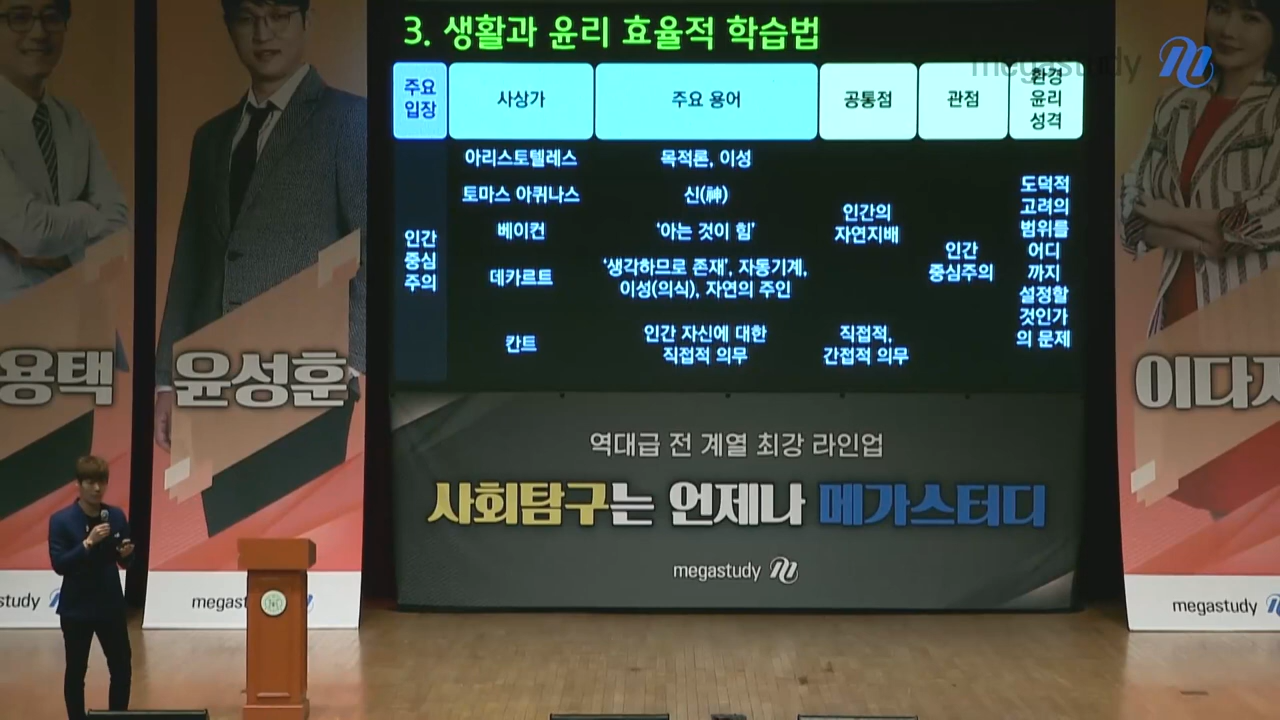 3. 생활과 윤리 효율적 학습법
megastudy
주요
입장
사상가
주요 용어
공통점
관점
환경
윤리
성격
인간
중심
주의
아리스토텔레스
목적론, 이성
토마스 아퀴나스
신(神)
베이컨
‘아는 것이 힘’
데카르트
‘생각하므로 존재’, 자동기계,
이성(의식), 자연의 주인
칸트
인간 자신에 대한
직접적 의무
인간의
자연지배
직접적,
간접적 의무
인간
중심주의
도덕적
고려의
범위를
어디
까지
설정할
것인가
의 문제
용택
윤성훈
이다지
역대급 전 계열 최강 라인업
사회탐구는 언제나 메가스터디
megastudy
study
megast
megastudy